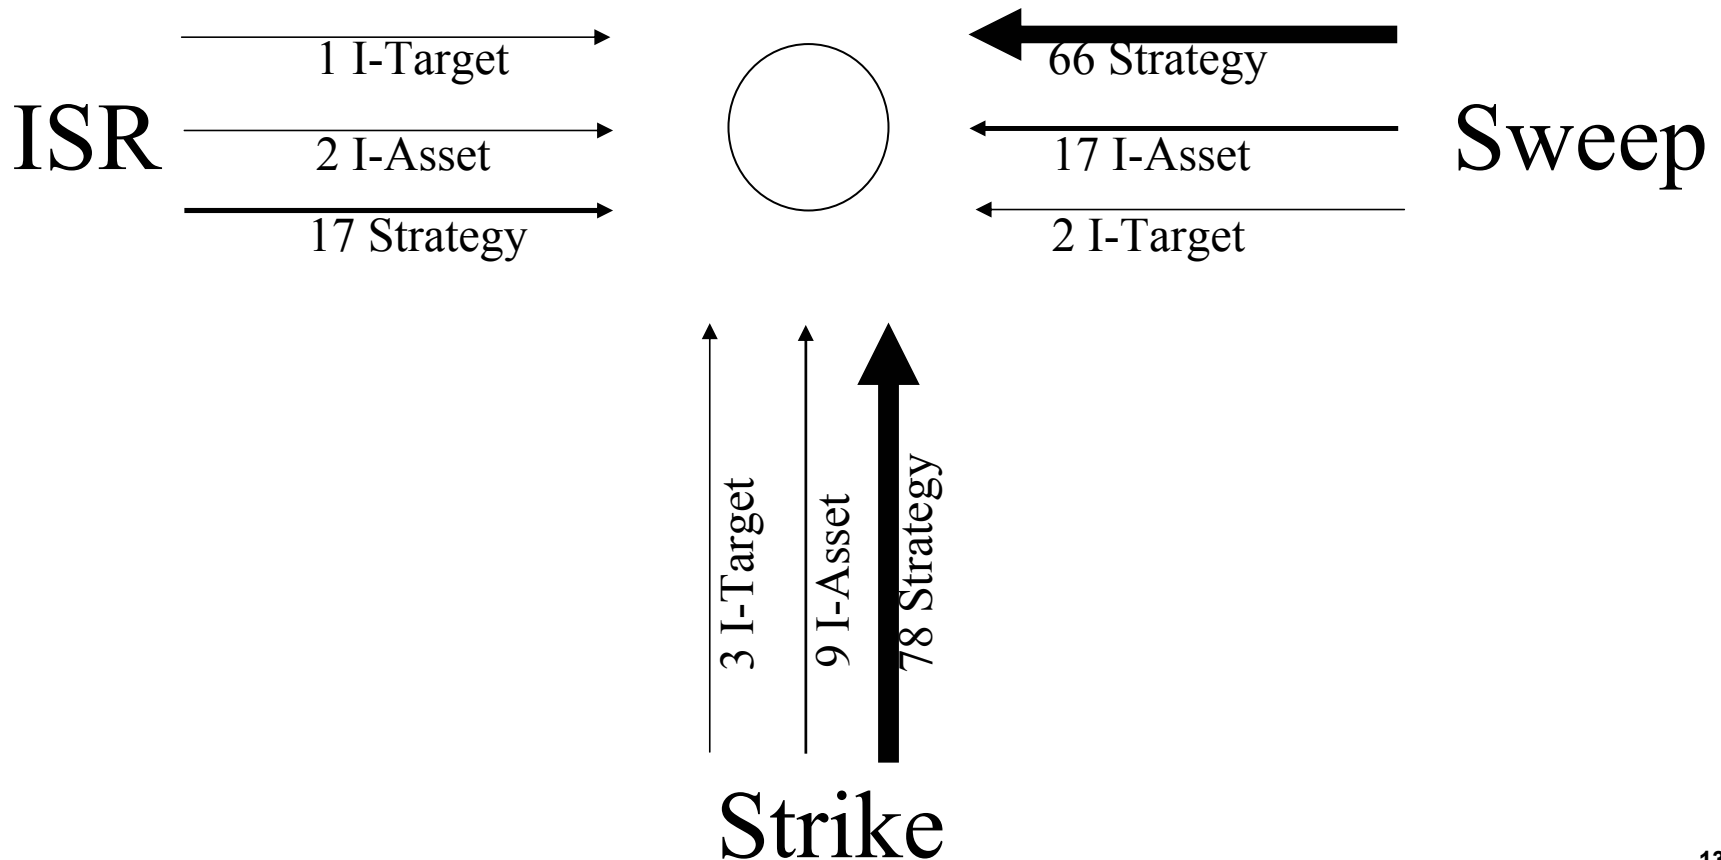 1 I-Target
66 Strategy
ISR
2 I-Asset
17 I-Asset
Sweep
17 Strategy
2 I-Target
3 I-Target
9 I-Asset
78 Strategy
Strike